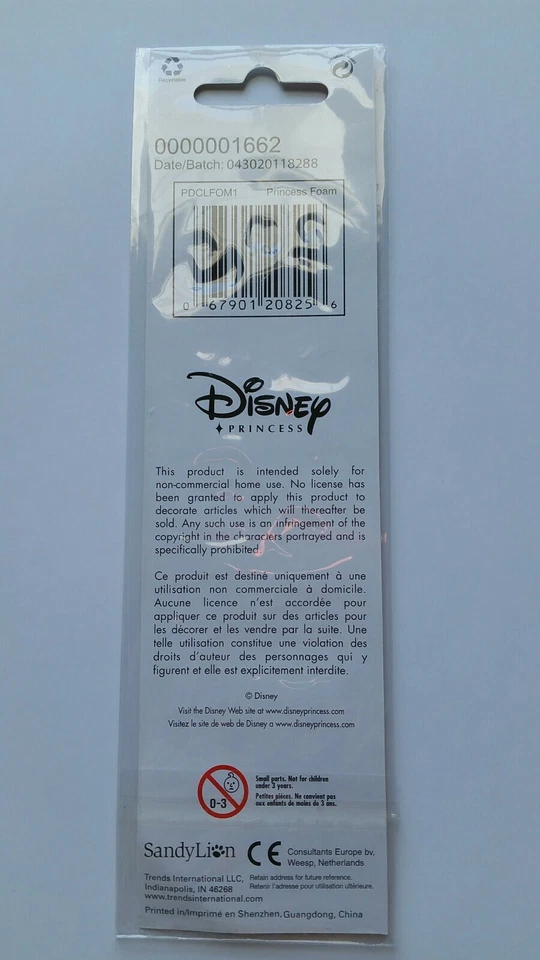 Recyclable
0000001662
Date/Batch: 043020118288
PDCLFOM1 Princess Foam
0 67901 20825 6
Disney
PRINCESS
This product is intended solely for
non-commercial home use. No license has
been granted to apply this product to
decorate articles which will thereafter be
sold. Any such use is an infringement of the
copyright in the characters portrayed and is
specifically prohibited.
Ce produit est destiné uniquement à une
utilisation non commerciale à domicile.
Aucune licence n'est accordée pour
appliquer ce produit sur des articles pour
les décorer et les vendre par la suite. Une
telle utilisation constitue une violation des
droits d'auteur des personnages qui y
figurent et elle est explicitement interdite.
© Disney
Visit the Disney Web site at www.disneyprincess.com
Visitez le site de web de Disney a www.disneyprincess.com
0-3
Small parts. Not for children
under 3 years.
Petites pièces. Ne convient pas
aux enfants de moins de 3 ans.
SandyLion CE Consultants Europe bv,
Weesp, Netherlands
Trends International LLC,
Indianapolis, IN 46268
www.trendsinternational.com
Retain address for future reference.
Retenir l'adresse pour utilisation ultérieure.
Printed in/Imprimé en Shenzhen, Guangdong, China